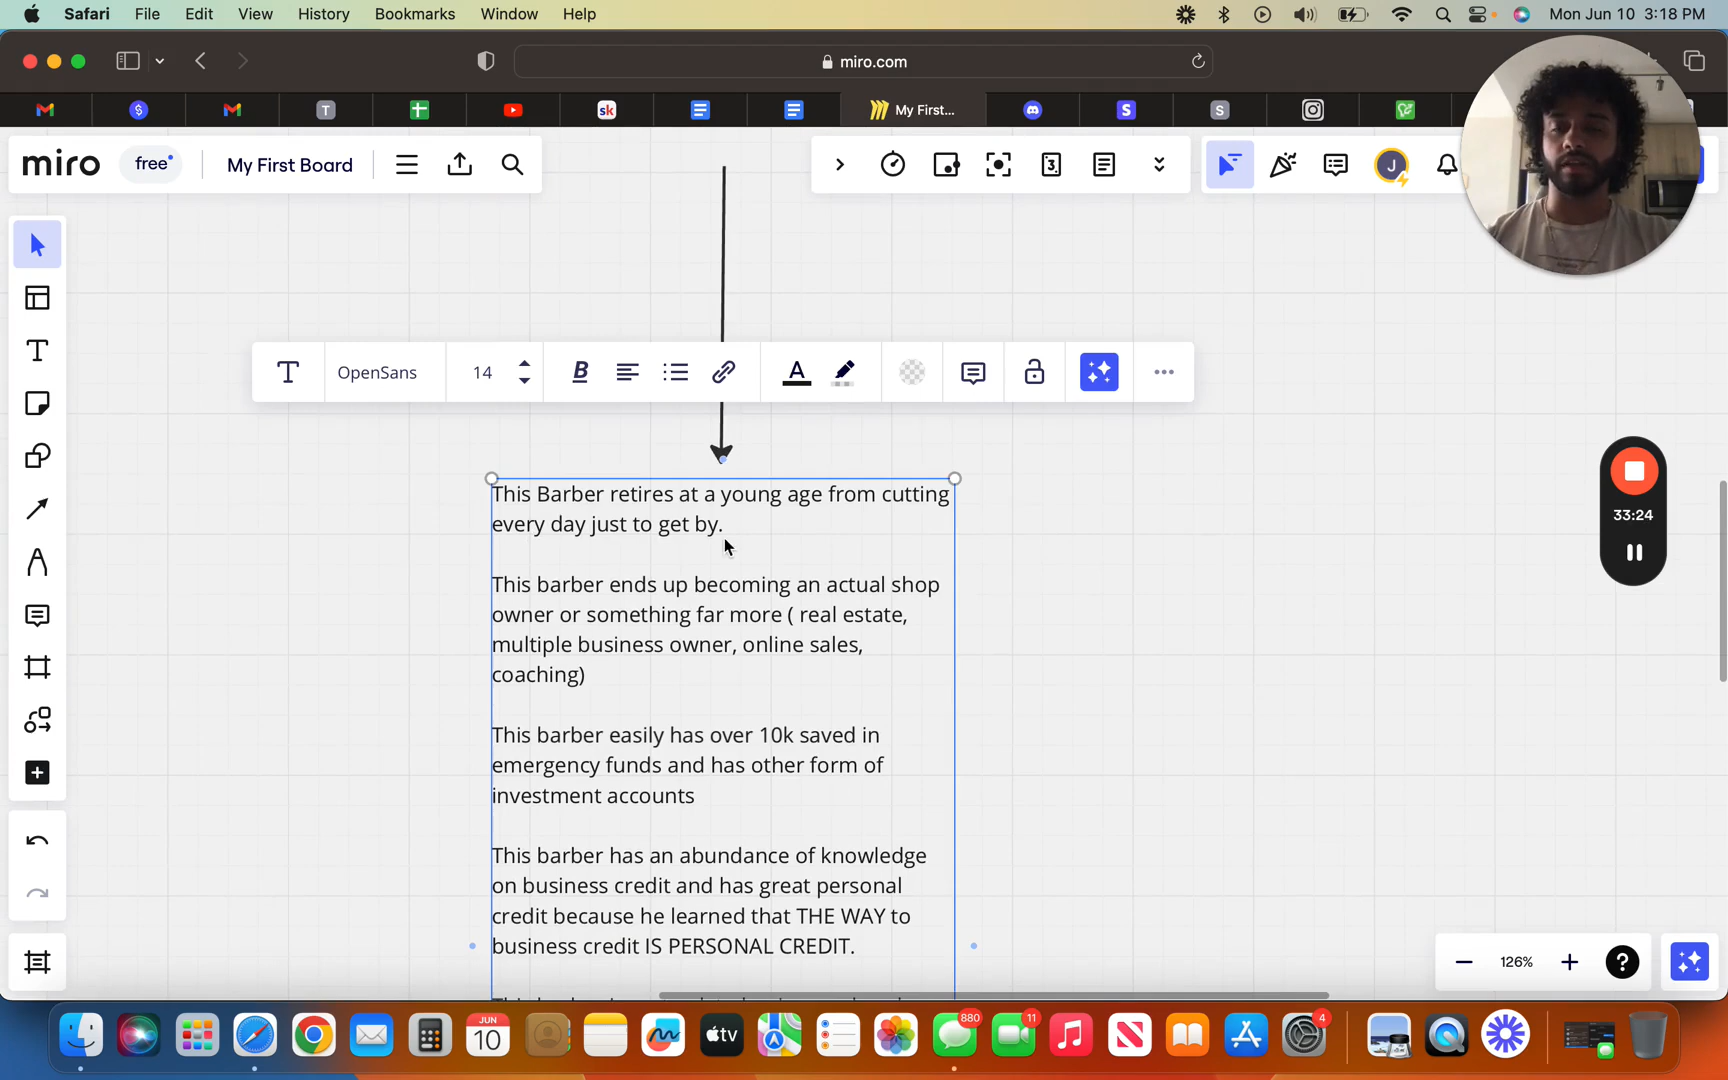 Safari File Edit View History Bookmarks Window Help Mon Jun 10 3:18 PM
miro.com
My First...
miro free My First Board
OpenSans 14
33:24
This Barber retires at a young age from cutting
every day just to get by.
This barber ends up becoming an actual shop
owner or something far more ( real estate,
multiple business owner, online sales,
coaching)
This barber easily has over 10k saved in
emergency funds and has other form of
investment accounts
This barber has an abundance of knowledge
on business credit and has great personal
credit because he learned that THE WAY to
business credit IS PERSONAL CREDIT.
126%
JUN
10
tv
880
11
4